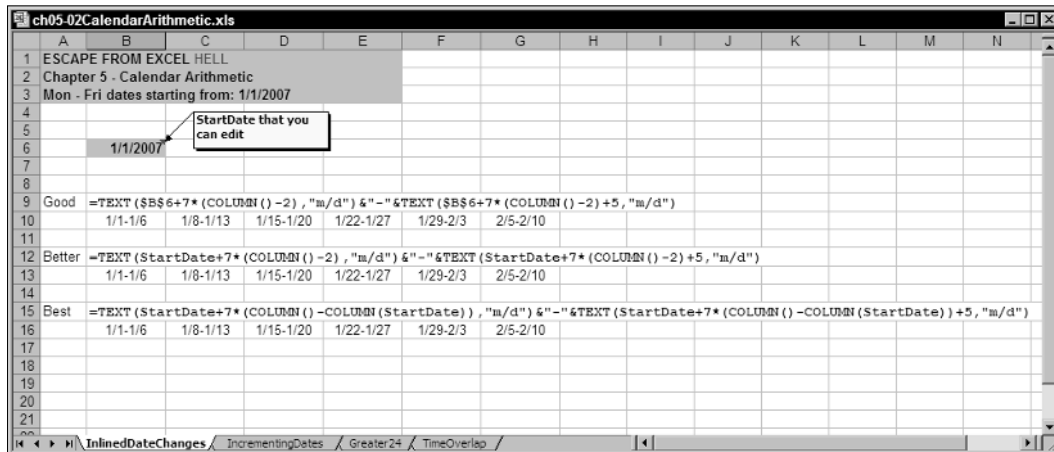 ch05-02CalendarArithmetic.xls
A B C D E F G H I J K L M N
1 ESCAPE FROM EXCEL HELL
2 Chapter 5 - Calendar Arithmetic
3 Mon - Fri dates starting from: 1/1/2007
4
StartDate that you
5
can edit
6 1/1/2007
7
8
9 Good =TEXT($B$6+7*(COLUMN()-2),"m/d")&"-"&TEXT($B$6+7*(COLUMN()-2)+5,"m/d")
10 1/1-1/6 1/8-1/13 1/15-1/20 1/22-1/27 1/29-2/3 2/5-2/10
11
12 Better =TEXT(StartDate+7*(COLUMN()-2),"m/d")&"-"&TEXT(StartDate+7*(COLUMN()-2)+5,"m/d")
13 1/1-1/6 1/8-1/13 1/15-1/20 1/22-1/27 1/29-2/3 2/5-2/10
14
15 Best =TEXT(StartDate+7*(COLUMN()-COLUMN(StartDate)),"m/d")&"-"&TEXT(StartDate+7*(COLUMN()-COLUMN(StartDate))+5,"m/d")
16 1/1-1/6 1/8-1/13 1/15-1/20 1/22-1/27 1/29-2/3 2/5-2/10
17
18
19
20
21
InlinedDateChanges IncrementingDates Greater24 TimeOverlap